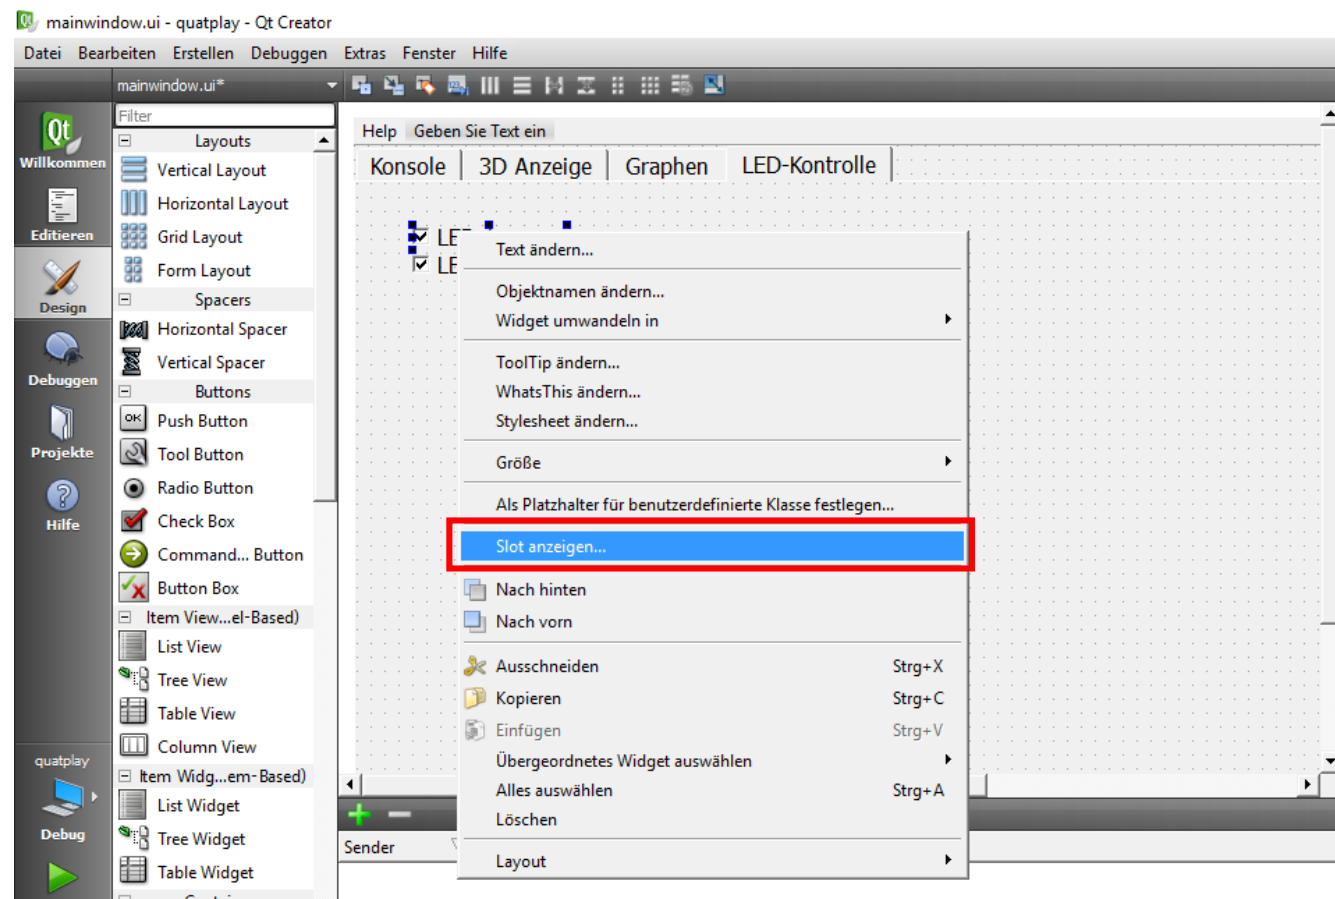 mainwindow.ui - quatplay - Qt Creator
Datei Bearbeiten Erstellen Debuggen Extras Fenster Hilfe
mainwindow.ui*
Filter
Layouts
Vertical Layout
Horizontal Layout
Grid Layout
Form Layout
Spacers
Horizontal Spacer
Vertical Spacer
Buttons
Push Button
Tool Button
Radio Button
Check Box
Command... Button
Button Box
Item View...el-Based)
List View
Tree View
Table View
Column View
Item Widg...em-Based)
List Widget
Tree Widget
Table Widget
Qt
Willkommen
Editieren
Design
Debuggen
Projekte
Hilfe
quatplay
Debug
OK
Help Geben Sie Text ein
Konsole 3D Anzeige Graphen LED-Kontrolle
LE
LE
Text ändern...
Objektnamen ändern...
Widget umwandeln in
ToolTip ändern...
WhatsThis ändern...
Stylesheet ändern...
Größe
Als Platzhalter für benutzerdefinierte Klasse festlegen...
Slot anzeigen...
Nach hinten
Nach vorn
Ausschneiden Strg+X
Kopieren Strg+C
Einfügen Strg+V
Übergeordnetes Widget auswählen
Alles auswählen Strg+A
Löschen
Layout
Sender